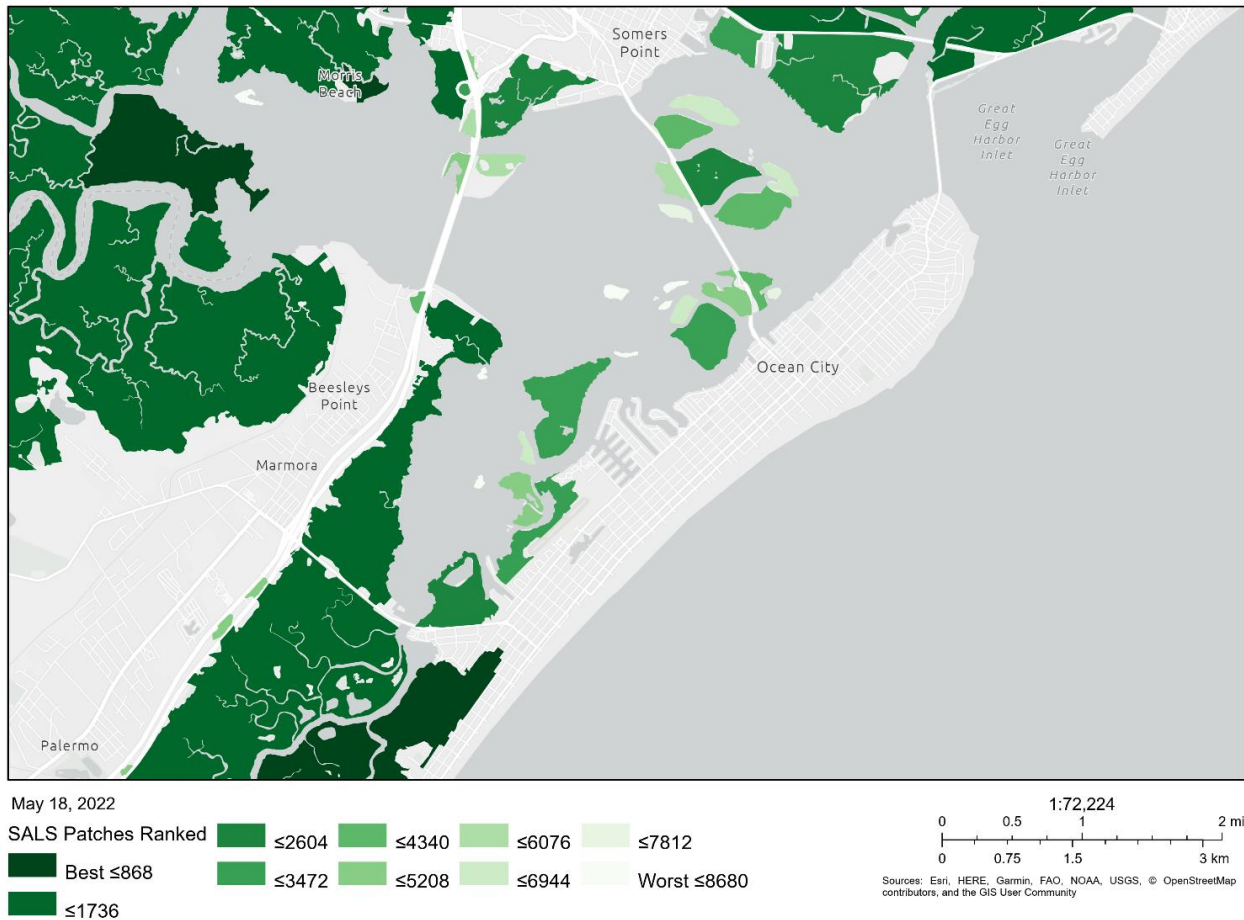 Somers
Point
Morris
Beach
Great
Egg
Harbor
Inlet
Great
Egg
Harbor
Inlet
Ocean City
Beesleys
Point
Marmora
Palermo
May 18, 2022
SALS Patches Ranked
Best ≤868
≤1736
≤2604
≤3472
≤4340
≤5208
≤6076
≤6944
≤7812
Worst ≤8680
1:72,224
0 0.5 1 2 mi
0 0.75 1.5 3 km
Sources: Esri, HERE, Garmin, FAO, NOAA, USGS, © OpenStreetMap
contributors, and the GIS User Community